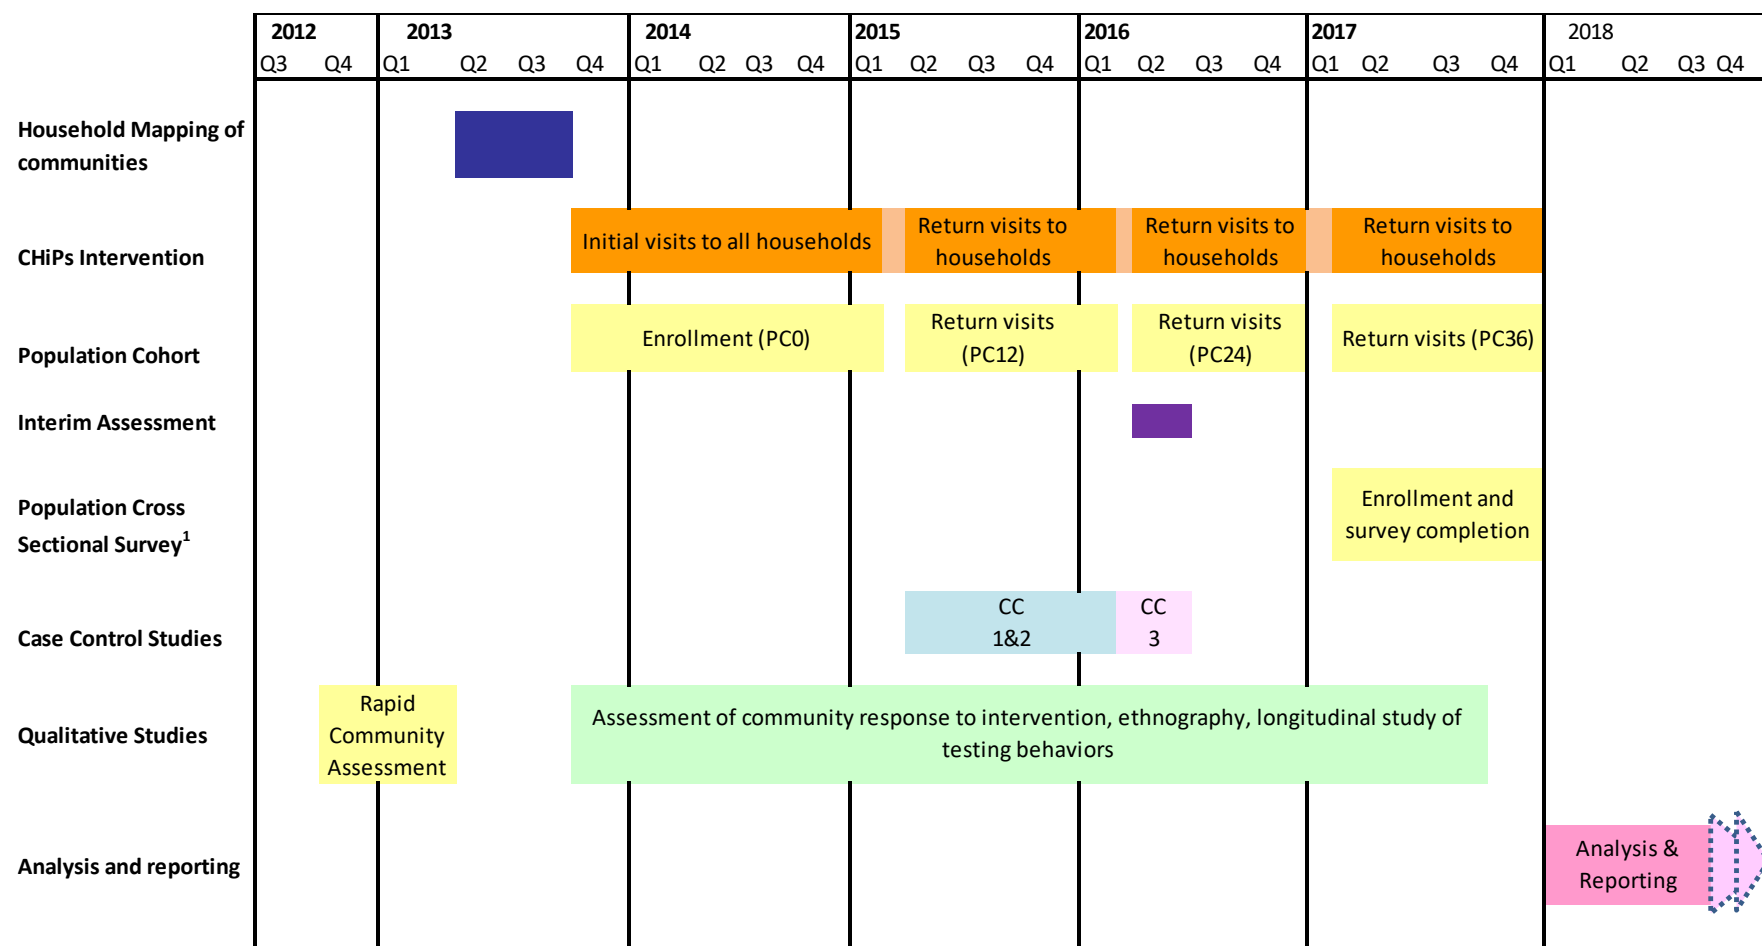 2012 2013 2014 2015 2016 2017 2018
Q3 Q4 Q1 Q2 Q3 Q4 Q1 Q2 Q3 Q4 Q1 Q2 Q3 Q4 Q1 Q2 Q3 Q4 Q1 Q2 Q3 Q4 Q1 Q2 Q3 Q4
Household Mapping of
communities
CHiPs Intervention
Initial visits to all households
Return visits to
households
Return visits to
households
Return visits to
households
Population Cohort
Enrollment (PC0)
Return visits
(PC12)
Return visits
(PC24)
Return visits (PC36)
Interim Assessment
Population Cross
Sectional Survey1
Enrollment and
survey completion
Case Control Studies
CC
1&2
CC
3
Qualitative Studies
Rapid
Community
Assessment
Assessment of community response to intervention, ethnography, longitudinal study of
testing behaviors
Analysis and reporting
Analysis &
Reporting